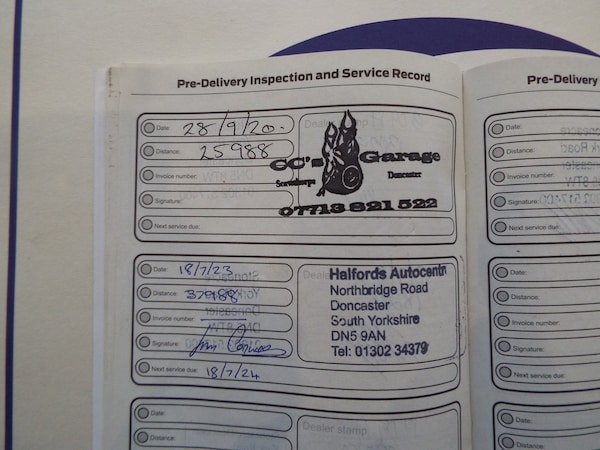 Pre-Delivery Inspection and Service Record
Date: 28/9/20.
Distance: 25988
Invoice number:
Signature:
Next service due:
CC's Garage
Scawthorpe Doncaster
07713 821 522
Date: 18/7/23
Distance: 37988
Invoice number:
Signature:
Next service due: 18/7/24
Halfords Autocentr
Northbridge Road
Doncaster
South Yorkshire
DN5 9AN
Tel: 01302 34379
Date:
Distance:
Dealer stamp
Pre-Delivery
Date:
Distance:
Invoice number:
Signature:
Next service due:
Date:
Distance:
Invoice number:
Signature:
Next service due:
Date:
Distance: